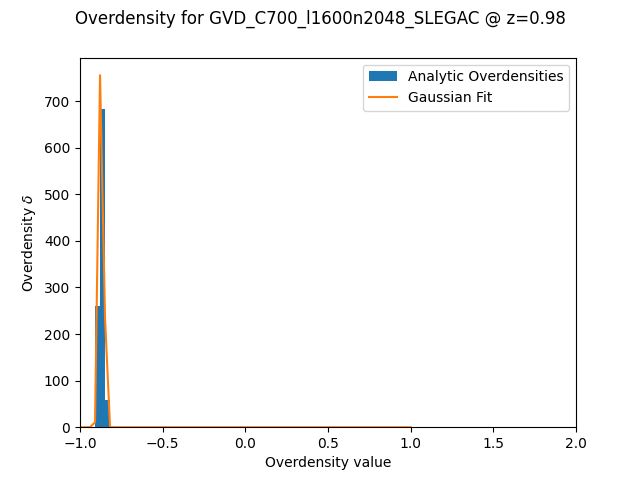 Overdensity for GVD_C700_l1600n2048_SLEGAC @ z=0.98
Analytic Overdensities
Gaussian Fit
Overdensity δ
700
600
500
400
300
200
100
0
−1.0 −0.5 0.0 0.5 1.0 1.5 2.0
Overdensity value